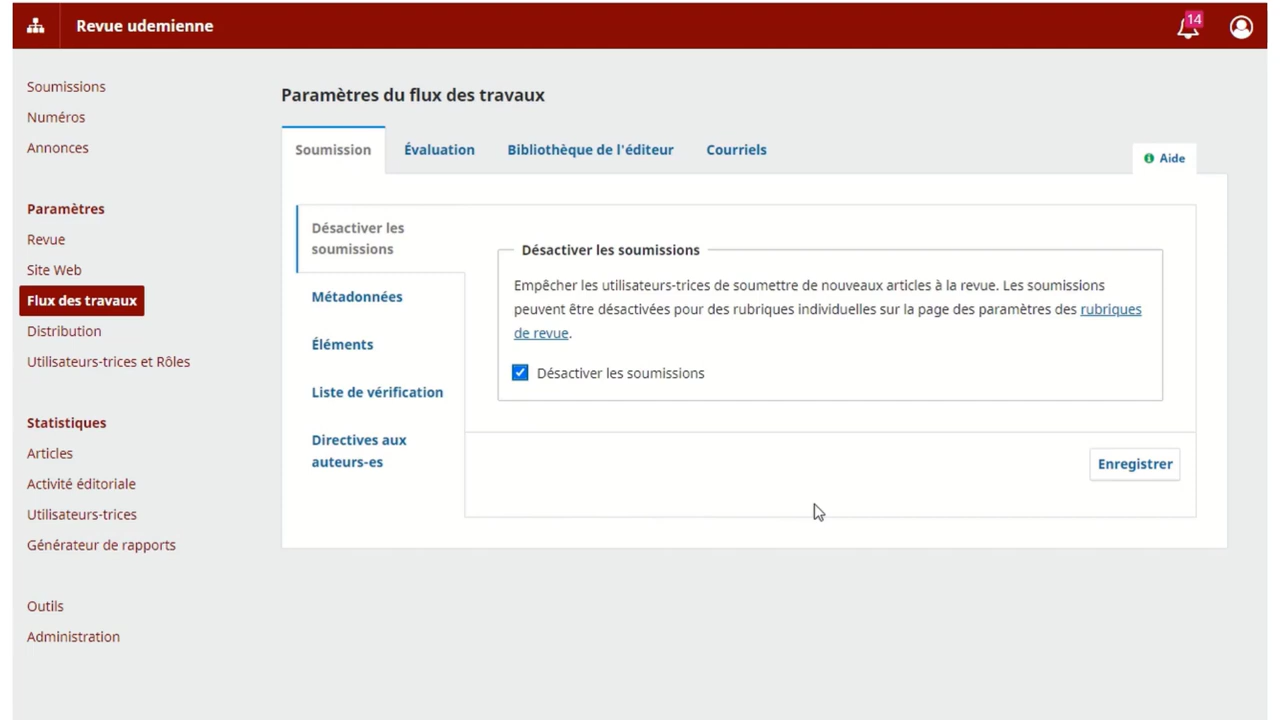 Revue udemienne
14
Soumissions
Numéros
Annonces
Paramètres
Revue
Site Web
Flux des travaux
Distribution
Utilisateurs-trices et Rôles
Statistiques
Articles
Activité éditoriale
Utilisateurs-trices
Générateur de rapports
Outils
Administration
Paramètres du flux des travaux
Soumission
Évaluation
Bibliothèque de l'éditeur
Courriels
Aide
Désactiver les
soumissions
Métadonnées
Éléments
Liste de vérification
Directives aux
auteurs-es
Désactiver les soumissions
Empêcher les utilisateurs-trices de soumettre de nouveaux articles à la revue. Les soumissions
peuvent être désactivées pour des rubriques individuelles sur la page des paramètres des rubriques
de revue.
Désactiver les soumissions
Enregistrer